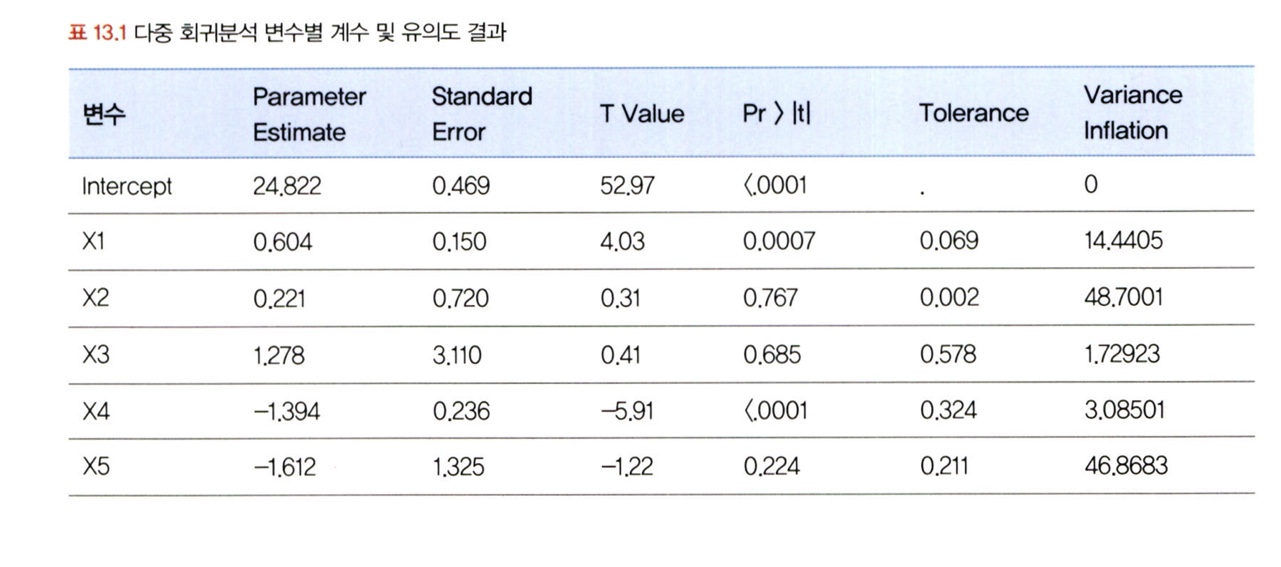 표 13.1 다중 회귀분석 변수별 계수 및 유의도 결과
변수 Parameter Estimate Standard Error T Value Pr > |t| Tolerance Variance Inflation
Intercept 24.822 0.469 52.97 <.0001 . 0
X1 0.604 0.150 4.03 0.0007 0.069 14.4405
X2 0.221 0.720 0.31 0.767 0.002 48.7001
X3 1.278 3.110 0.41 0.685 0.578 1.72923
X4 −1.394 0.236 −5.91 <.0001 0.324 3.08501
X5 −1.612 1.325 −1.22 0.224 0.211 46.8683